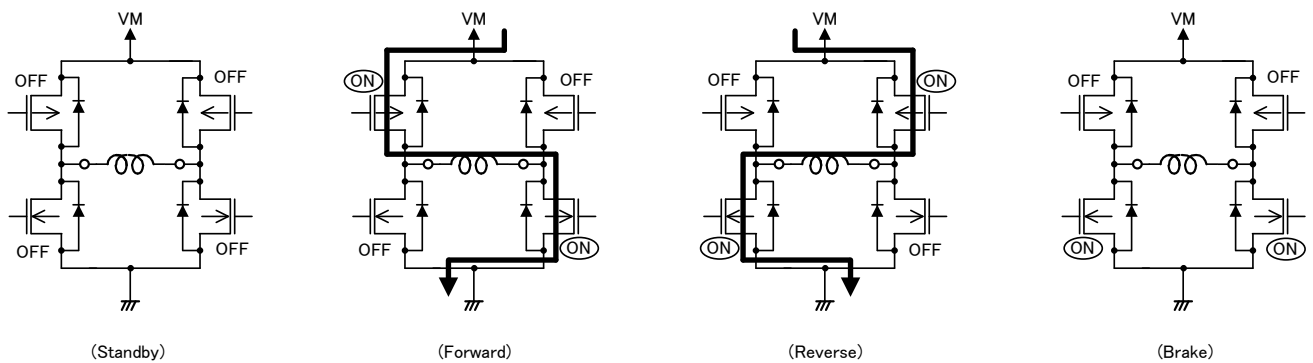 VM
OFF
OFF
OFF
OFF
(Standby)
VM
ON
OFF
OFF
ON
(Forward)
VM
OFF
ON
ON
OFF
(Reverse)
VM
OFF
OFF
ON
ON
(Brake)